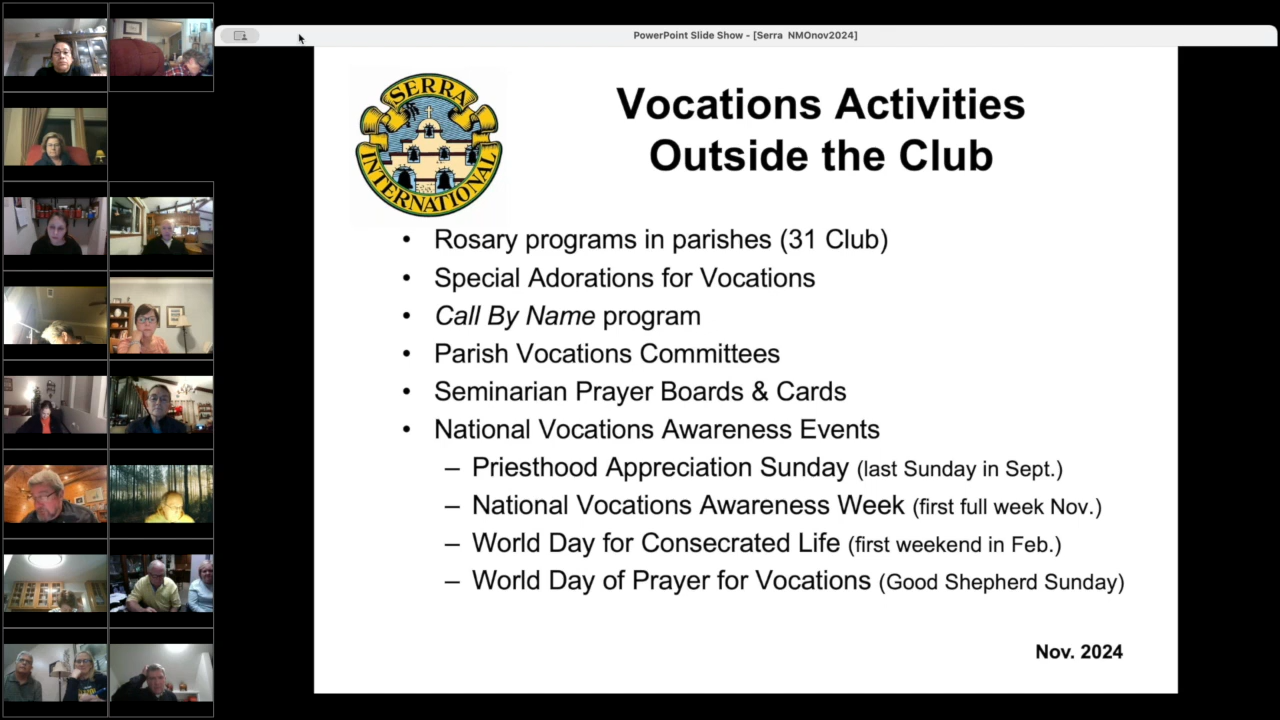 PowerPoint Slide Show - [Serra NMOnov2024]
SERRA
INTERNATIONAL
Vocations Activities
Outside the Club
• Rosary programs in parishes (31 Club)
• Special Adorations for Vocations
• Call By Name program
• Parish Vocations Committees
• Seminarian Prayer Boards & Cards
• National Vocations Awareness Events
– Priesthood Appreciation Sunday (last Sunday in Sept.)
– National Vocations Awareness Week (first full week Nov.)
– World Day for Consecrated Life (first weekend in Feb.)
– World Day of Prayer for Vocations (Good Shepherd Sunday)
Nov. 2024